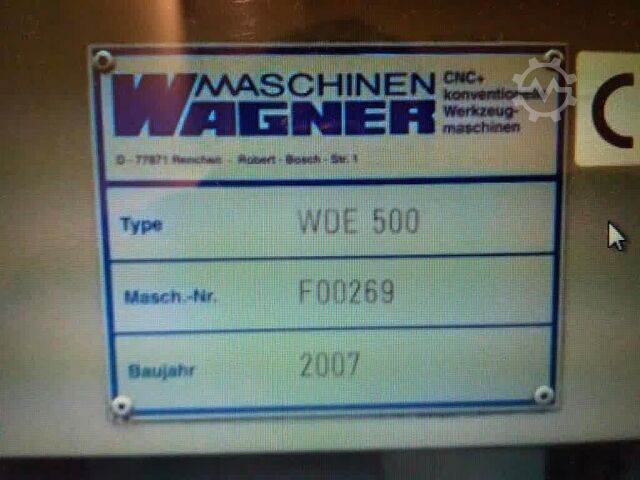 MASCHINEN
WAGNER
CNC+
konventionelle
Werkzeug-
maschinen
D-77871 Renchen - Robert-Bosch-Str. 1
Type WDE 500
Masch.-Nr. F00269
Baujahr 2007